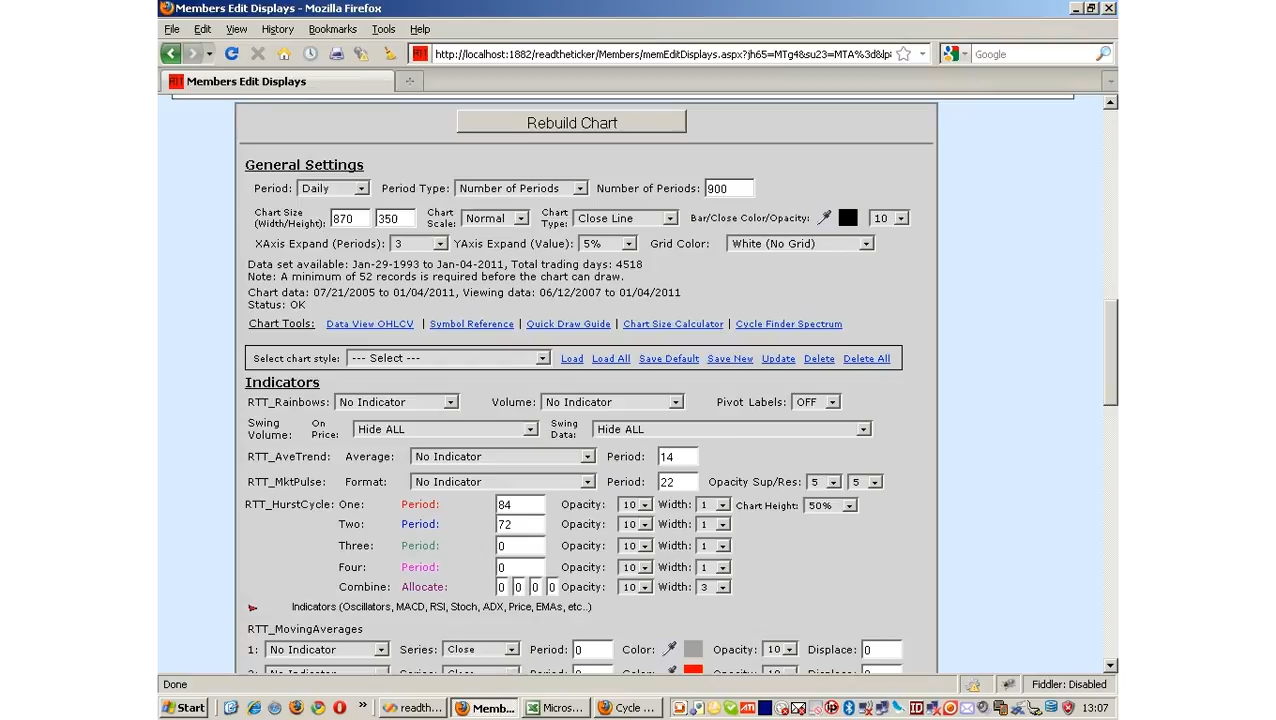 Members Edit Displays - Mozilla Firefox
File Edit View History Bookmarks Tools Help
http://localhost:1882/readtheticker/Members/memEditDisplays.aspx?jh65=MTg4&su23=MTA%3d&lp Google
Members Edit Displays
Rebuild Chart
General Settings
Period: Daily Period Type: Number of Periods Number of Periods: 900
Chart Size (Width/Height): 870 350 Chart Scale: Normal Chart Type: Close Line Bar/Close Color/Opacity: 10
XAxis Expand (Periods): 3 YAxis Expand (Value): 5% Grid Color: White (No Grid)
Data set available: Jan-29-1993 to Jan-04-2011, Total trading days: 4518
Note: A minimum of 52 records is required before the chart can draw.
Chart data: 07/21/2005 to 01/04/2011, Viewing data: 06/12/2007 to 01/04/2011
Status: OK
Chart Tools: Data View OHLCV | Symbol Reference | Quick Draw Guide | Chart Size Calculator | Cycle Finder Spectrum
Select chart style: --- Select --- Load Load All Save Default Save New Update Delete Delete All
Indicators
RTT_Rainbows: No Indicator Volume: No Indicator Pivot Labels: OFF
Swing Volume: On Price: Hide ALL Swing Data: Hide ALL
RTT_AveTrend: Average: No Indicator Period: 14
RTT_MktPulse: Format: No Indicator Period: 22 Opacity Sup/Res: 5 5
RTT_HurstCycle: One: Period: 84 Opacity: 10 Width: 1 Chart Height: 50%
Two: Period: 72 Opacity: 10 Width: 1
Three: Period: 0 Opacity: 10 Width: 1
Four: Period: 0 Opacity: 10 Width: 1
Combine: Allocate: 0 0 0 0 Opacity: 10 Width: 3
Indicators (Oscillators, MACD, RSI, Stoch, ADX, Price, EMAs, etc..)
RTT_MovingAverages
1: No Indicator Series: Close Period: 0 Color: Opacity: 10 Displace: 0
Done Fiddler: Disabled
Start readth... Memb... Micros... Cycle ... 13:07